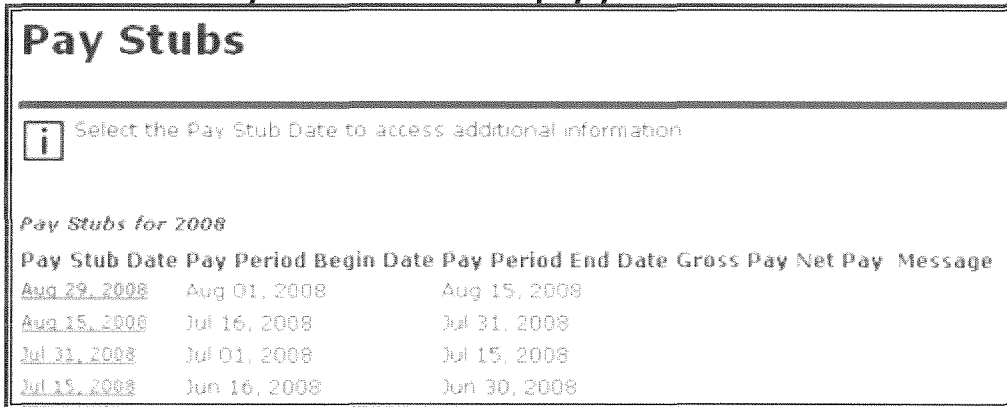 Pay Stubs
i Select the Pay Stub Date to access additional information
Pay Stubs for 2008
Pay Stub Date Pay Period Begin Date Pay Period End Date Gross Pay Net Pay Message
Aug 29, 2008 Aug 01, 2008 Aug 15, 2008
Aug 15, 2008 Jul 16, 2008 Jul 31, 2008
Jul 31, 2008 Jul 01, 2008 Jul 15, 2008
Jul 15, 2008 Jun 16, 2008 Jun 30, 2008